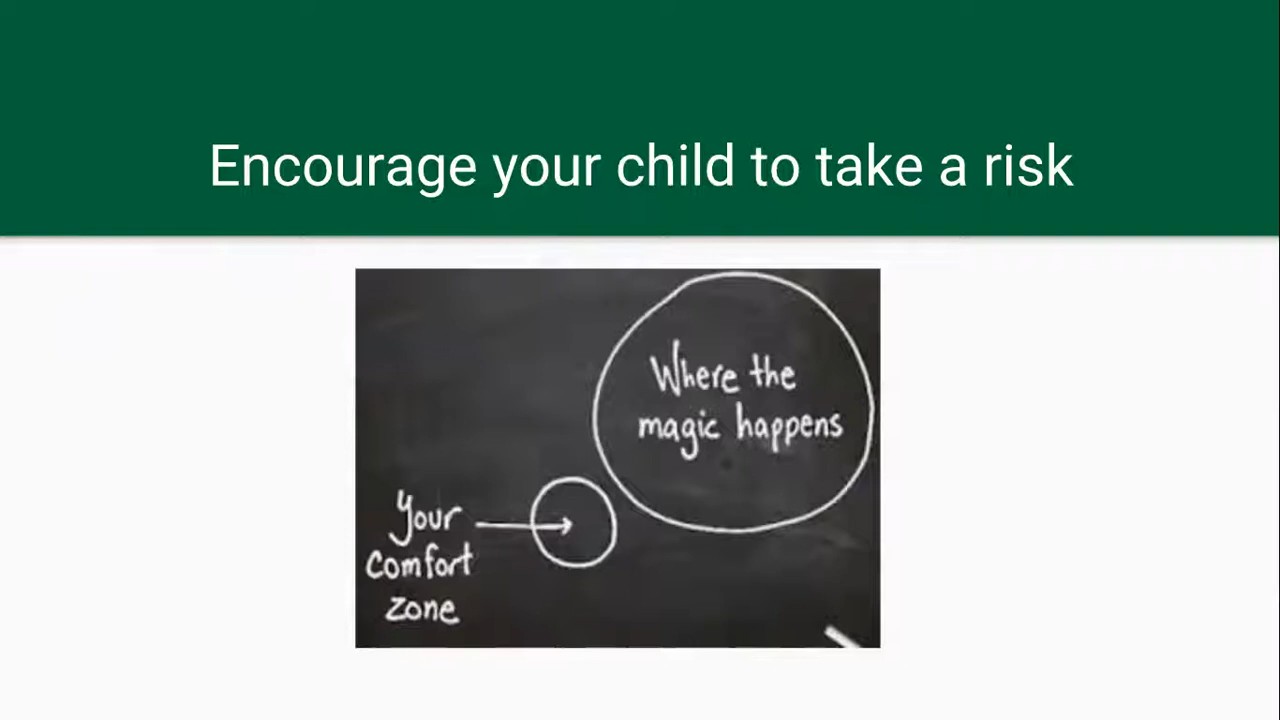 Encourage your child to take a risk
Where the
magic happens
Your
comfort
zone